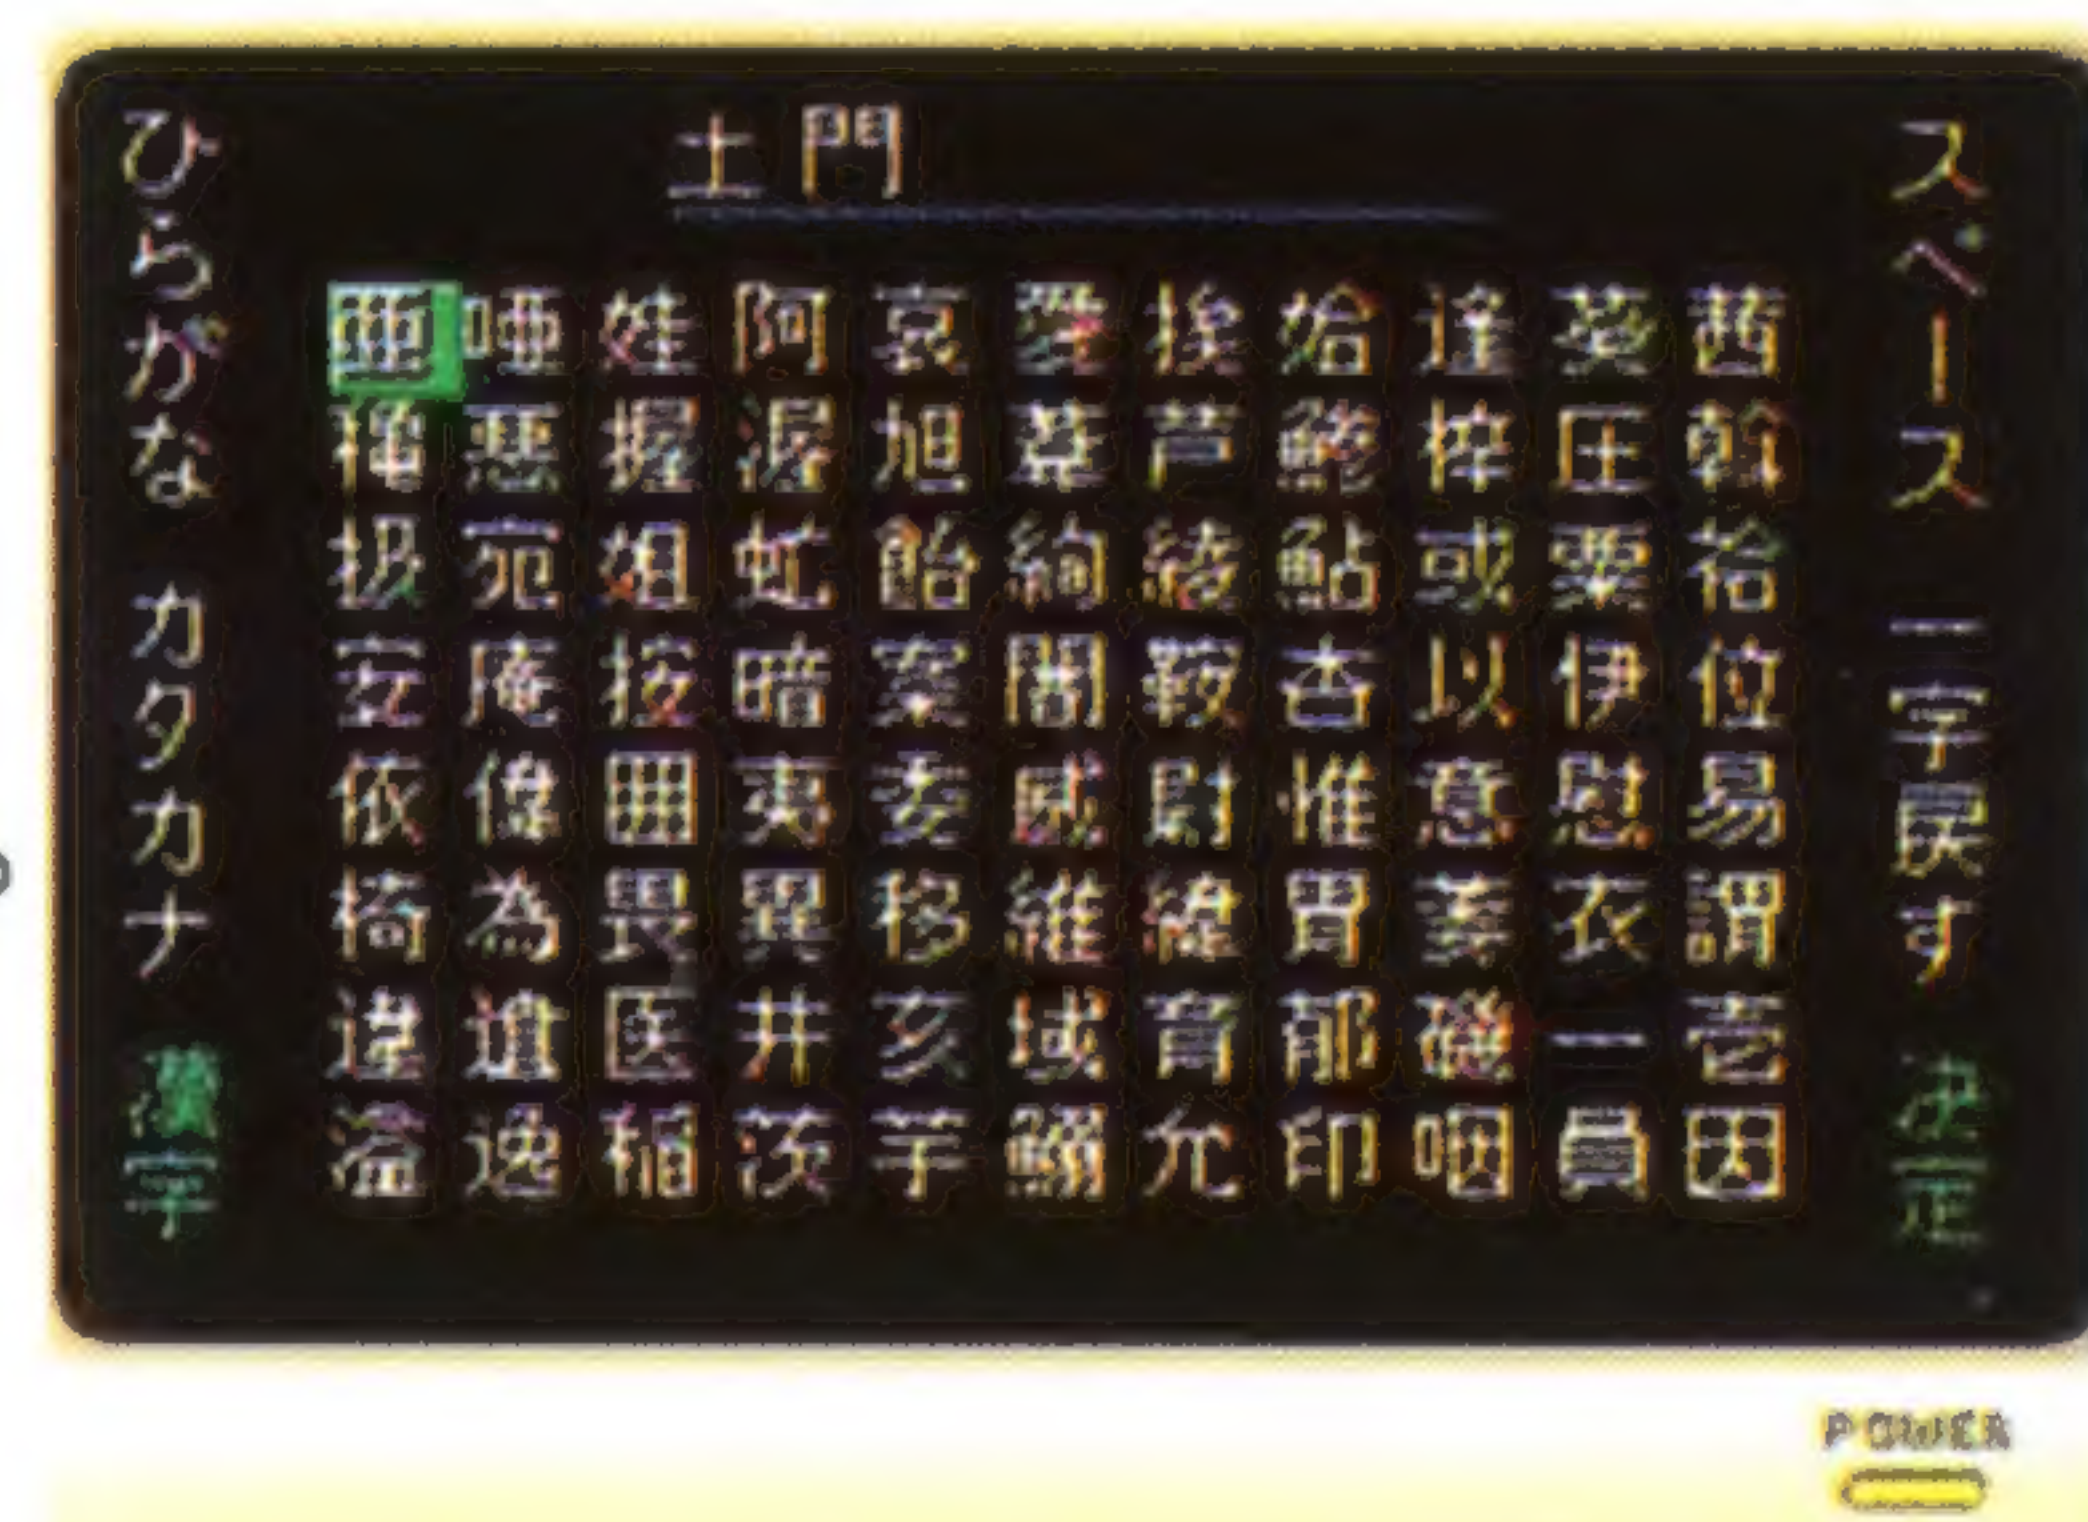 土門
ひらがな
カタカナ
漢字
亜唖娃阿哀愛挨姶逢葵茜
穐悪握渥旭葦芦鯵梓圧斡
扱宛姐虻飴絢綾鮎或粟袷
安庵按暗案闇鞍杏以伊位
依偉囲夷委威尉惟意慰易
椅為畏異移維緯胃萎衣謂
違遺医井亥域育郁磯一壱
溢逸稲茨芋鰯允印咽員因
スペース
一字戻す
決定
POWER